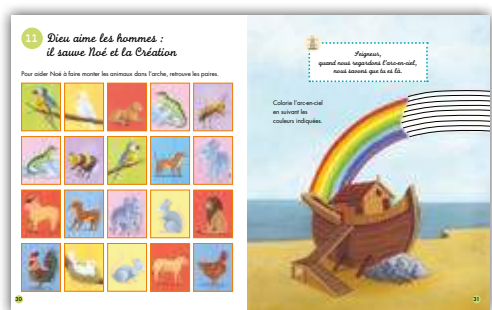 11 Dieu aime les hommes :
il sauve Noé et la Création
Pour aider Noé à faire monter les animaux dans l'arche, retrouve les paires.
30
Seigneur,
quand nous regardons l'arc-en-ciel,
nous savons que tu es là.
Colorie l'arc-en-ciel
en suivant les
couleurs indiquées.
31